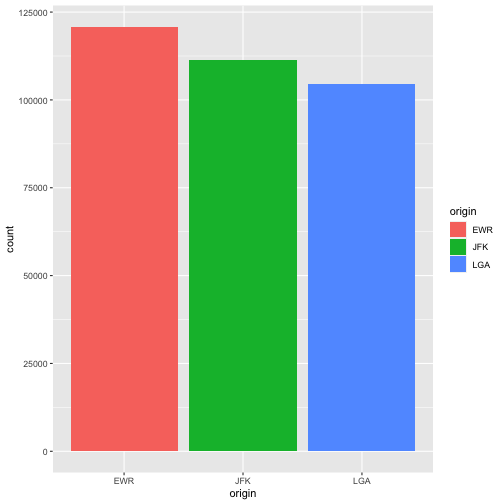 125000
100000
75000
50000
25000
0
count
EWR
JFK
LGA
origin
origin
EWR
JFK
LGA